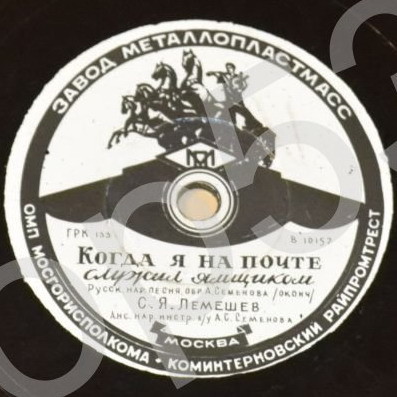 ЗАВОД МЕТАЛЛОПЛАСТМАСС
ГРК 133 В 10157
КОГДА Я НА ПОЧТЕ
СЛУЖИЛ ЯМЩИКОМ
Русск. нар. песня, обр. А. Семенова /оконч/
С. Я. ЛЕМЕШЕВ
Анс. нар. инстр. п/у А. С. Семенова
МОСКВА
ОМП МОСГОРИСПОЛКОМА • КОМИНТЕРНОВСКИЙ РАЙПРОМТРЕСТ